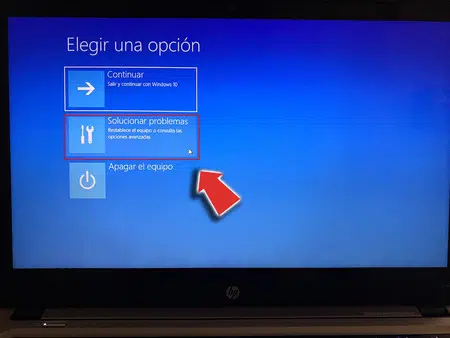 Elegir una opción
Continuar
Salir y continuar con Windows 10
Solucionar problemas
Restablece el equipo o consulta las
opciones avanzadas.
Apagar el equipo
hp